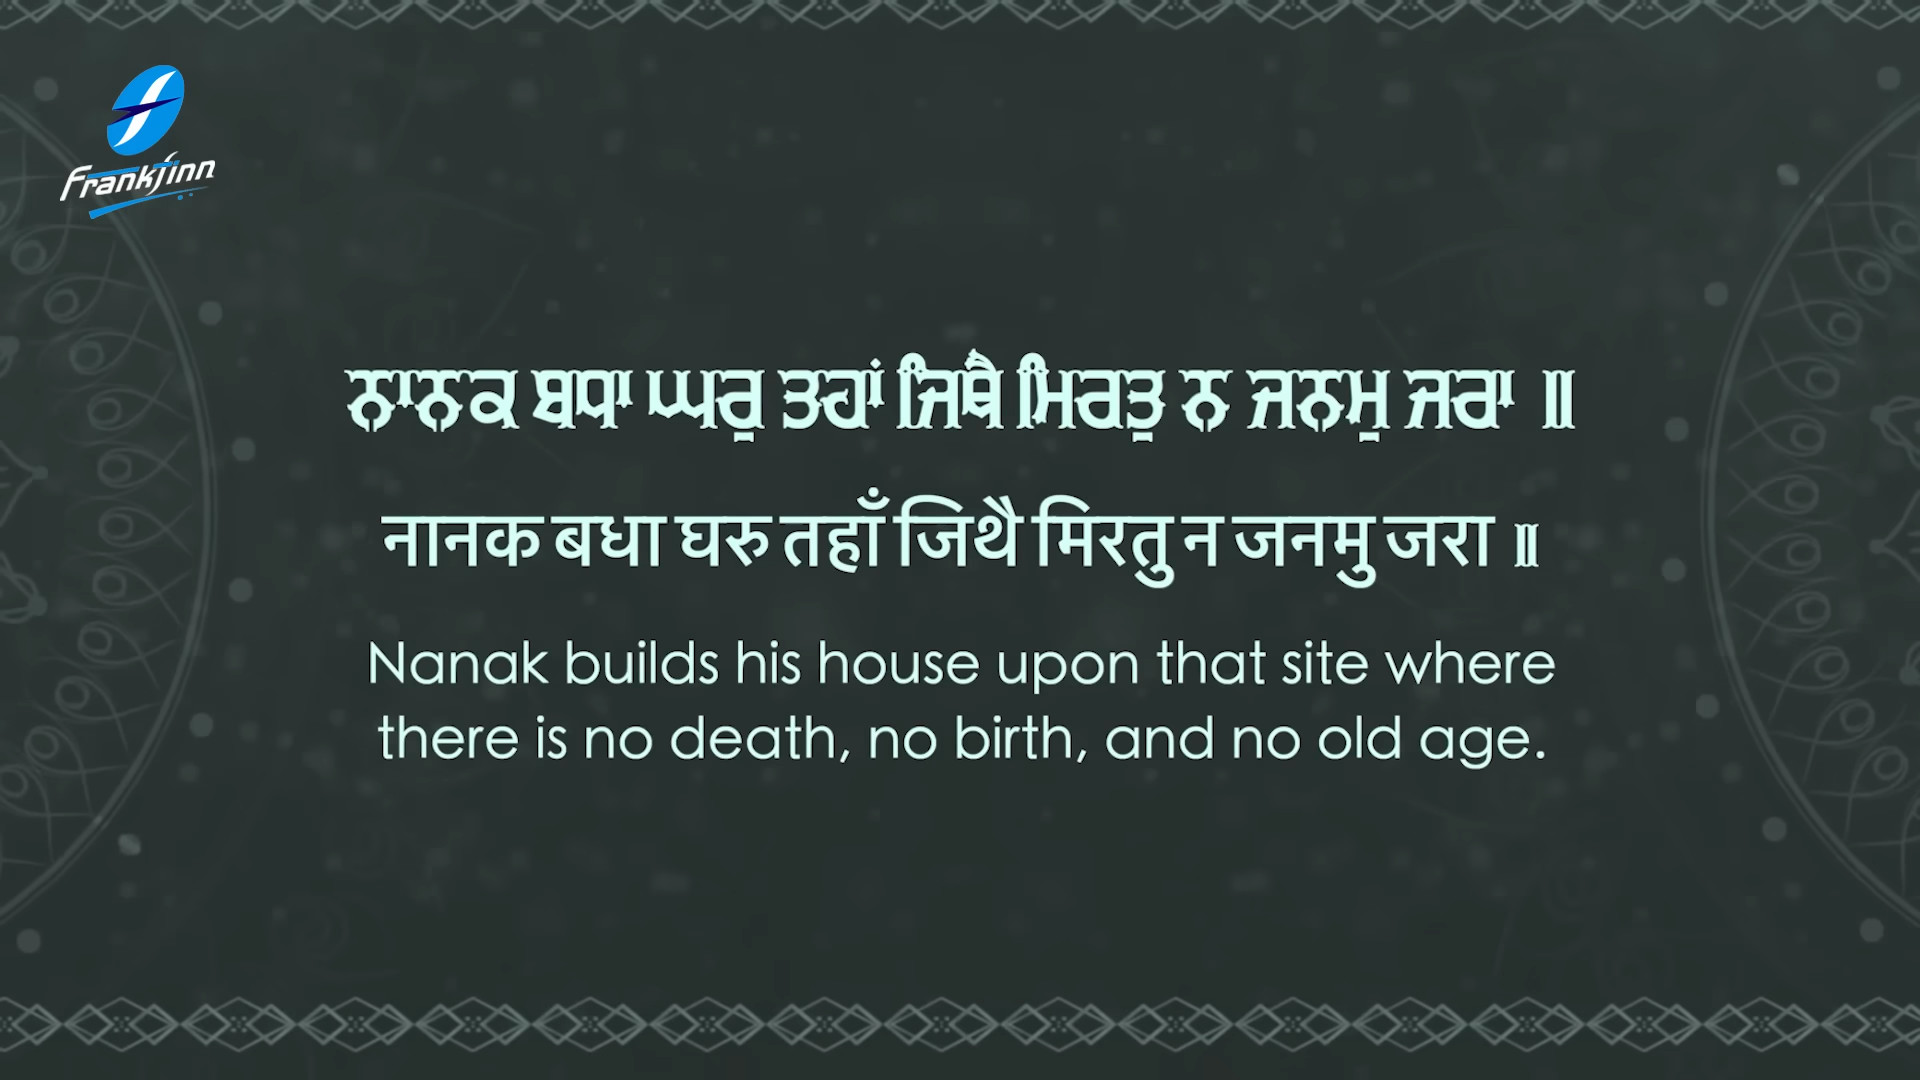 Frankfinn
ਨਾਨਕ ਬਧਾ ਘਰੁ ਤਹਾਂ ਜਿਥੈ ਮਿਰਤੁ ਨ ਜਨਮੁ ਜਰਾ ॥
नानक बधा घरु तहाँ जिथै मिरतु न जनमु जरा ॥
Nanak builds his house upon that site where
there is no death, no birth, and no old age.